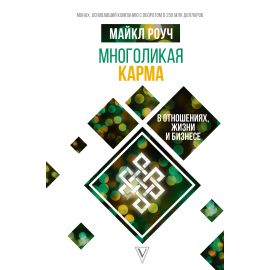 МОНАХ, ОСНОВАВШИЙ КОМПАНИЮ С ОБОРОТОМ В 250 МЛН ДОЛЛАРОВ
МАЙКЛ РОУЧ
МНОГОЛИКАЯ
КАРМА
В ОТНОШЕНИЯХ,
ЖИЗНИ
И БИЗНЕСЕ